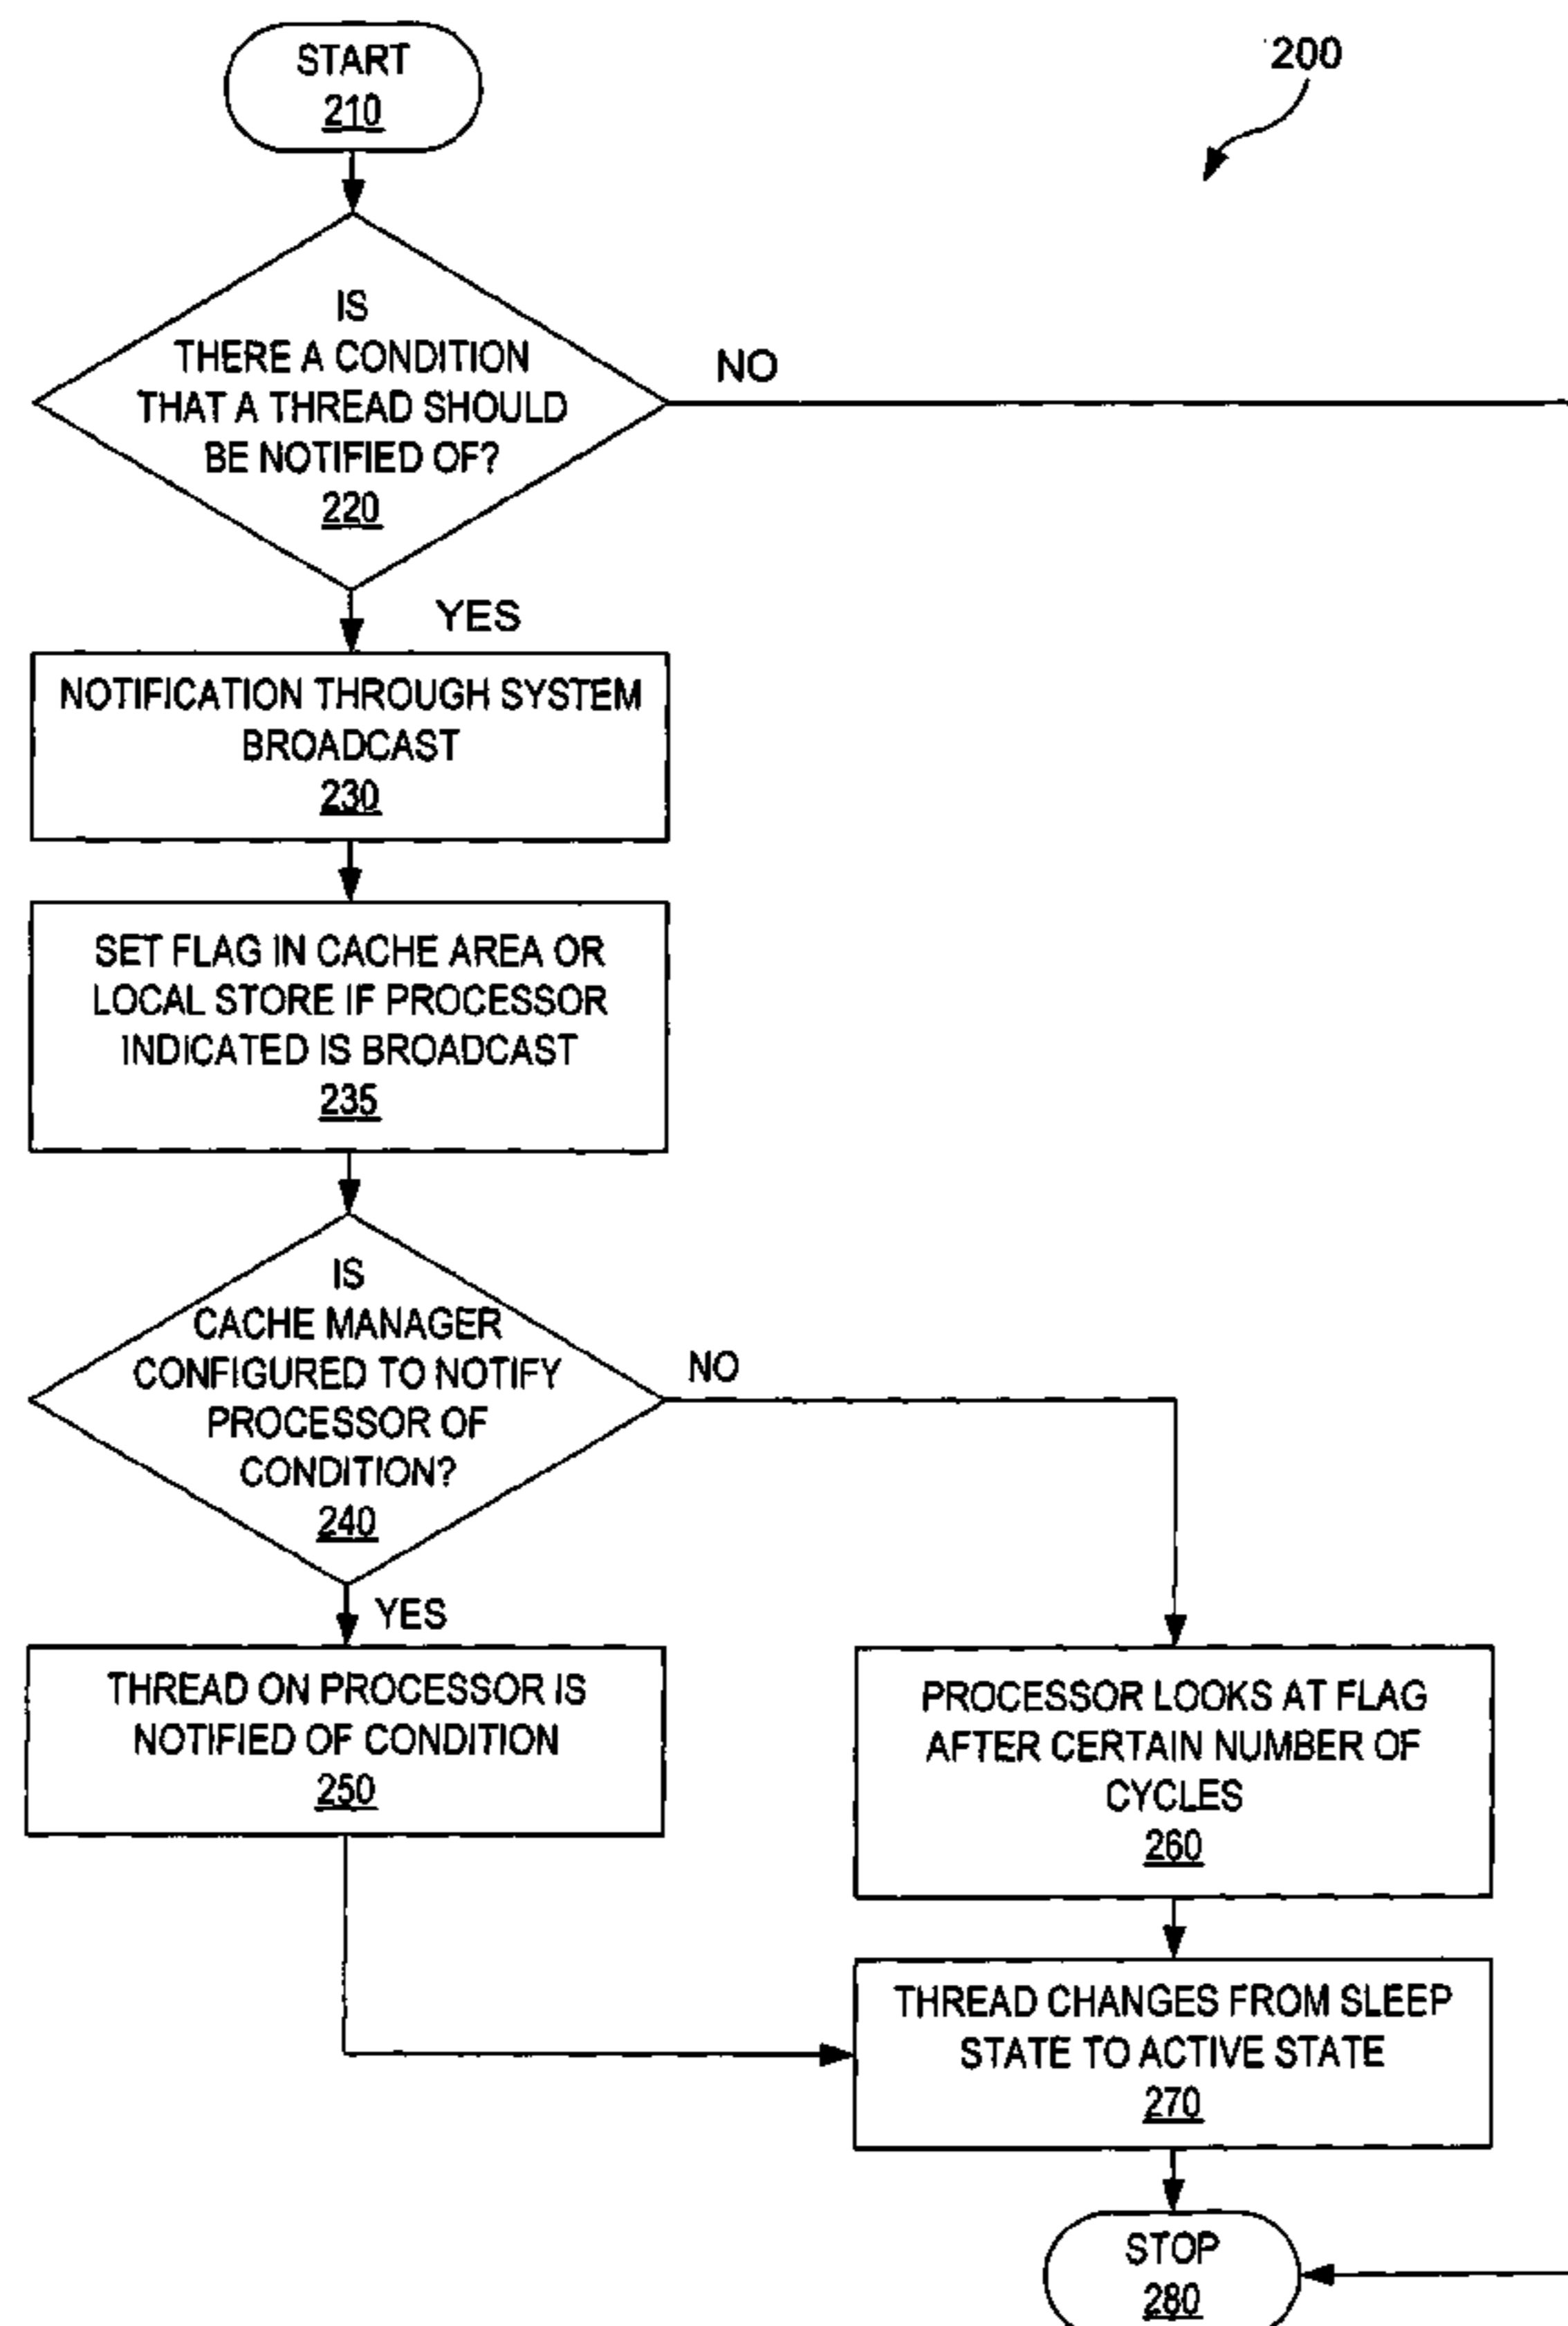 START
210
200
IS
THERE A CONDITION
THAT A THREAD SHOULD
BE NOTIFIED OF?
220
NO
YES
NOTIFICATION THROUGH SYSTEM
BROADCAST
230
SET FLAG IN CACHE AREA OR
LOCAL STORE IF PROCESSOR
INDICATED IS BROADCAST
235
IS
CACHE MANAGER
CONFIGURED TO NOTIFY
PROCESSOR OF
CONDITION?
240
NO
YES
THREAD ON PROCESSOR IS
NOTIFIED OF CONDITION
250
PROCESSOR LOOKS AT FLAG
AFTER CERTAIN NUMBER OF
CYCLES
260
THREAD CHANGES FROM SLEEP
STATE TO ACTIVE STATE
270
STOP
280